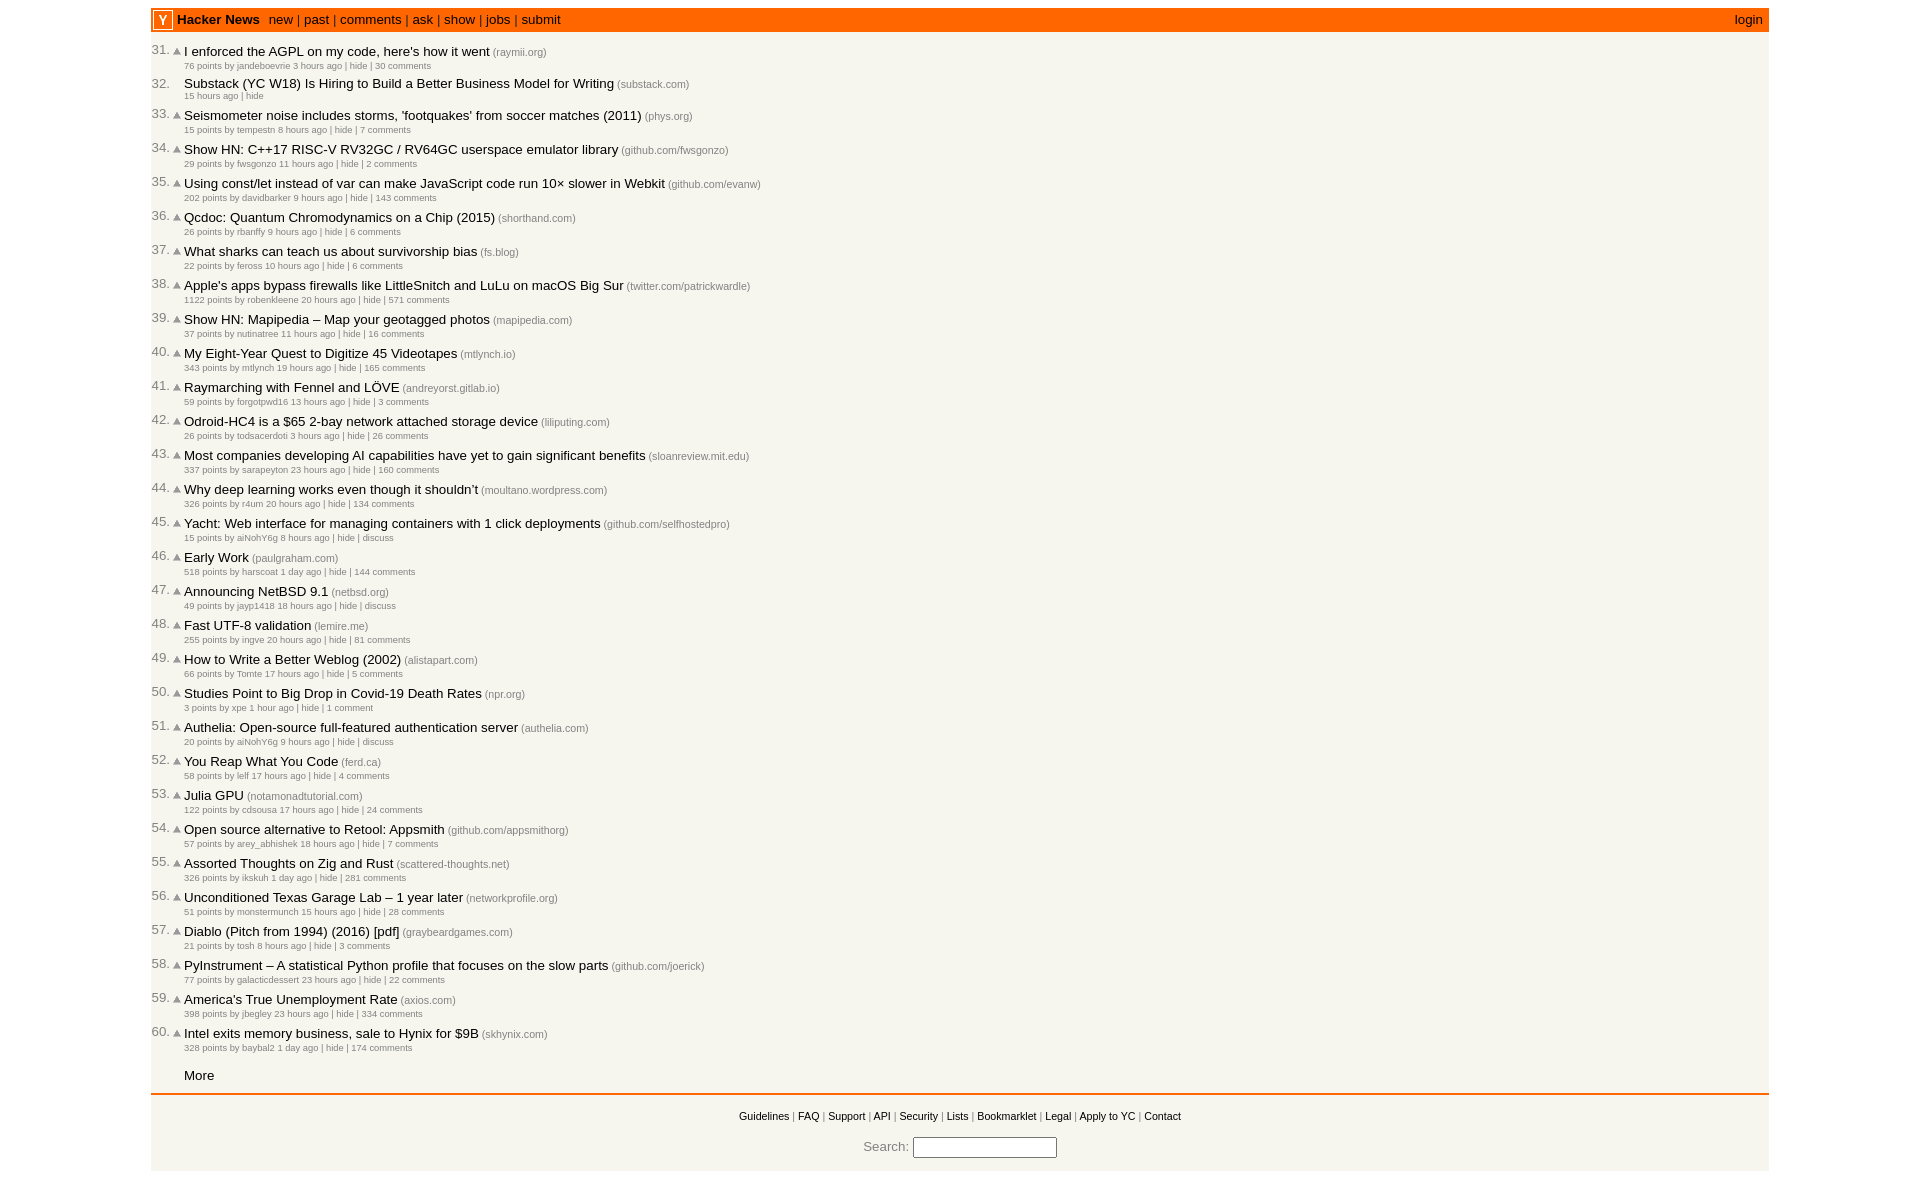 Y Hacker News new | past | comments | ask | show | jobs | submit login
31. I enforced the AGPL on my code, here's how it went (raymii.org)
76 points by jandeboevrie 3 hours ago | hide | 30 comments
32. Substack (YC W18) Is Hiring to Build a Better Business Model for Writing (substack.com)
15 hours ago | hide
33. Seismometer noise includes storms, 'footquakes' from soccer matches (2011) (phys.org)
15 points by tempestn 8 hours ago | hide | 7 comments
34. Show HN: C++17 RISC-V RV32GC / RV64GC userspace emulator library (github.com/fwsgonzo)
29 points by fwsgonzo 11 hours ago | hide | 2 comments
35. Using const/let instead of var can make JavaScript code run 10× slower in Webkit (github.com/evanw)
202 points by davidbarker 9 hours ago | hide | 143 comments
36. Qcdoc: Quantum Chromodynamics on a Chip (2015) (shorthand.com)
26 points by rbanffy 9 hours ago | hide | 6 comments
37. What sharks can teach us about survivorship bias (fs.blog)
22 points by feross 10 hours ago | hide | 6 comments
38. Apple's apps bypass firewalls like LittleSnitch and LuLu on macOS Big Sur (twitter.com/patrickwardle)
1122 points by robenkleene 20 hours ago | hide | 571 comments
39. Show HN: Mapipedia – Map your geotagged photos (mapipedia.com)
37 points by nutinatree 11 hours ago | hide | 16 comments
40. My Eight-Year Quest to Digitize 45 Videotapes (mtlynch.io)
343 points by mtlynch 19 hours ago | hide | 165 comments
41. Raymarching with Fennel and LÖVE (andreyorst.gitlab.io)
59 points by forgotpwd16 13 hours ago | hide | 3 comments
42. Odroid-HC4 is a $65 2-bay network attached storage device (liliputing.com)
26 points by todsacerdoti 3 hours ago | hide | 26 comments
43. Most companies developing AI capabilities have yet to gain significant benefits (sloanreview.mit.edu)
337 points by sarapeyton 23 hours ago | hide | 160 comments
44. Why deep learning works even though it shouldn’t (moultano.wordpress.com)
326 points by r4um 20 hours ago | hide | 134 comments
45. Yacht: Web interface for managing containers with 1 click deployments (github.com/selfhostedpro)
15 points by aiNohY6g 8 hours ago | hide | discuss
46. Early Work (paulgraham.com)
518 points by harscoat 1 day ago | hide | 144 comments
47. Announcing NetBSD 9.1 (netbsd.org)
49 points by jayp1418 18 hours ago | hide | discuss
48. Fast UTF-8 validation (lemire.me)
255 points by ingve 20 hours ago | hide | 81 comments
49. How to Write a Better Weblog (2002) (alistapart.com)
66 points by Tomte 17 hours ago | hide | 5 comments
50. Studies Point to Big Drop in Covid-19 Death Rates (npr.org)
3 points by xpe 1 hour ago | hide | 1 comment
51. Authelia: Open-source full-featured authentication server (authelia.com)
20 points by aiNohY6g 9 hours ago | hide | discuss
52. You Reap What You Code (ferd.ca)
58 points by lelf 17 hours ago | hide | 4 comments
53. Julia GPU (notamonadtutorial.com)
122 points by cdsousa 17 hours ago | hide | 24 comments
54. Open source alternative to Retool: Appsmith (github.com/appsmithorg)
57 points by arey_abhishek 18 hours ago | hide | 7 comments
55. Assorted Thoughts on Zig and Rust (scattered-thoughts.net)
326 points by ikskuh 1 day ago | hide | 281 comments
56. Unconditioned Texas Garage Lab – 1 year later (networkprofile.org)
51 points by monstermunch 15 hours ago | hide | 28 comments
57. Diablo (Pitch from 1994) (2016) [pdf] (graybeardgames.com)
21 points by tosh 8 hours ago | hide | 3 comments
58. PyInstrument – A statistical Python profile that focuses on the slow parts (github.com/joerick)
77 points by galacticdessert 23 hours ago | hide | 22 comments
59. America's True Unemployment Rate (axios.com)
398 points by jbegley 23 hours ago | hide | 334 comments
60. Intel exits memory business, sale to Hynix for $9B (skhynix.com)
328 points by baybal2 1 day ago | hide | 174 comments
More
Guidelines | FAQ | Support | API | Security | Lists | Bookmarklet | Legal | Apply to YC | Contact
Search: